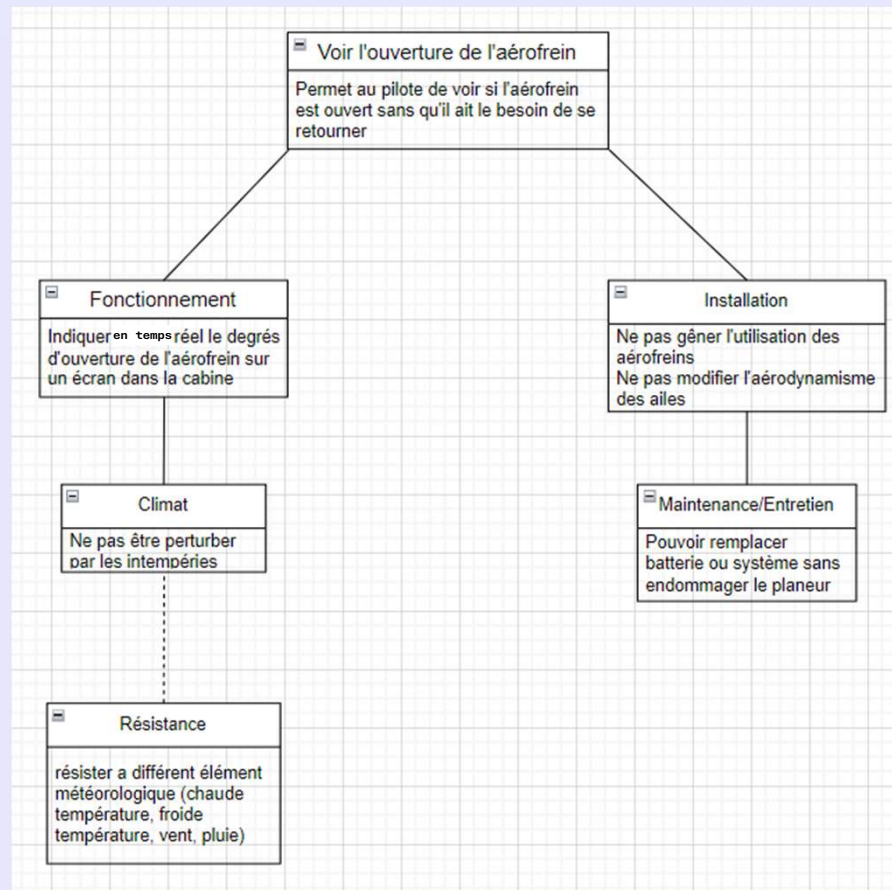 Voir l'ouverture de l'aérofrein
Permet au pilote de voir si l'aérofrein
est ouvert sans qu'il ait le besoin de se
retourner
Fonctionnement
Indiquer en temps réel le degrés
d'ouverture de l'aérofrein sur
un écran dans la cabine
Installation
Ne pas gêner l'utilisation des
aérofreins
Ne pas modifier l'aérodynamisme
des ailes
Climat
Ne pas être perturber
par les intempéries
Maintenance/Entretien
Pouvoir remplacer
batterie ou système sans
endommager le planeur
Résistance
résister a différent élément
météorologique (chaude
température, froide
température, vent, pluie)